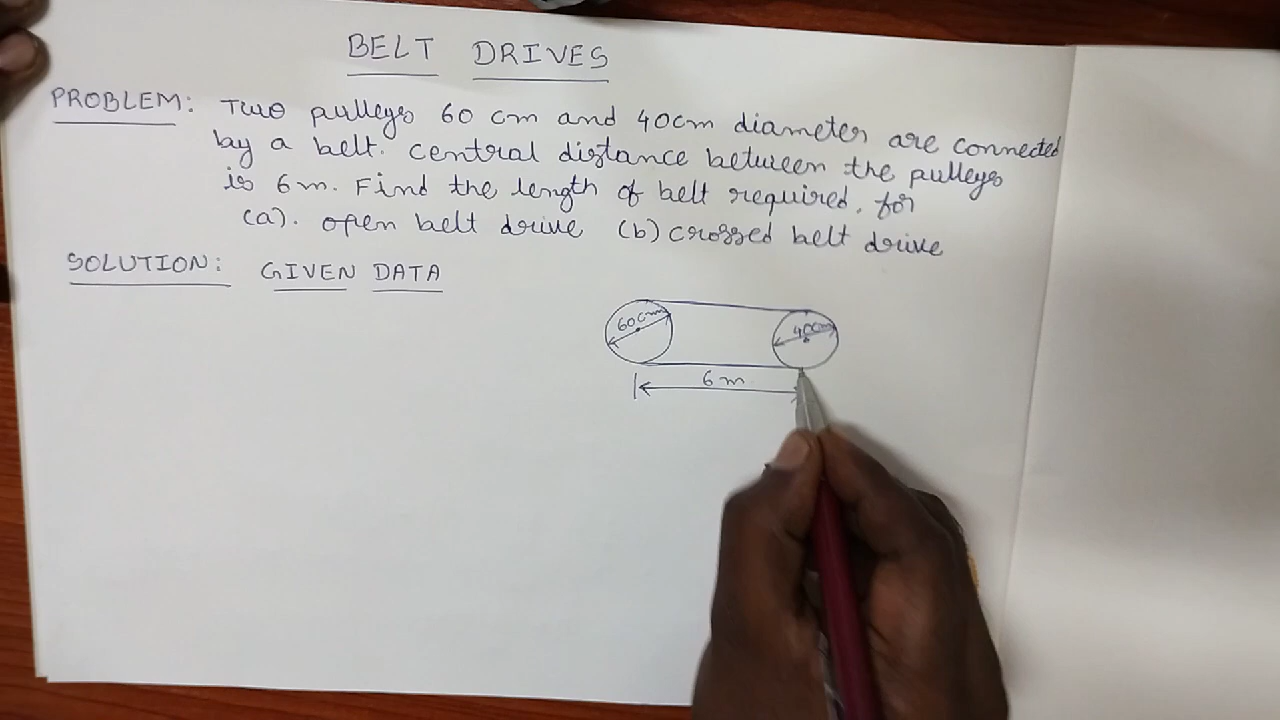 BELT DRIVES
PROBLEM: Two pulleys 60 cm and 40cm diameter are connected
by a belt. central distance between the pulleys
is 6m. Find the length of belt required. for
(a). open belt drive (b) crossed belt drive
SOLUTION: GIVEN DATA
60cm 40cm
6m